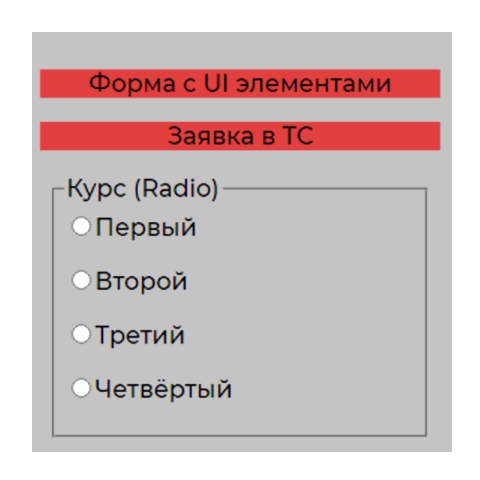 Форма с UI элементами
Заявка в ТС
Курс (Radio)
Первый
Второй
Третий
Четвёртый